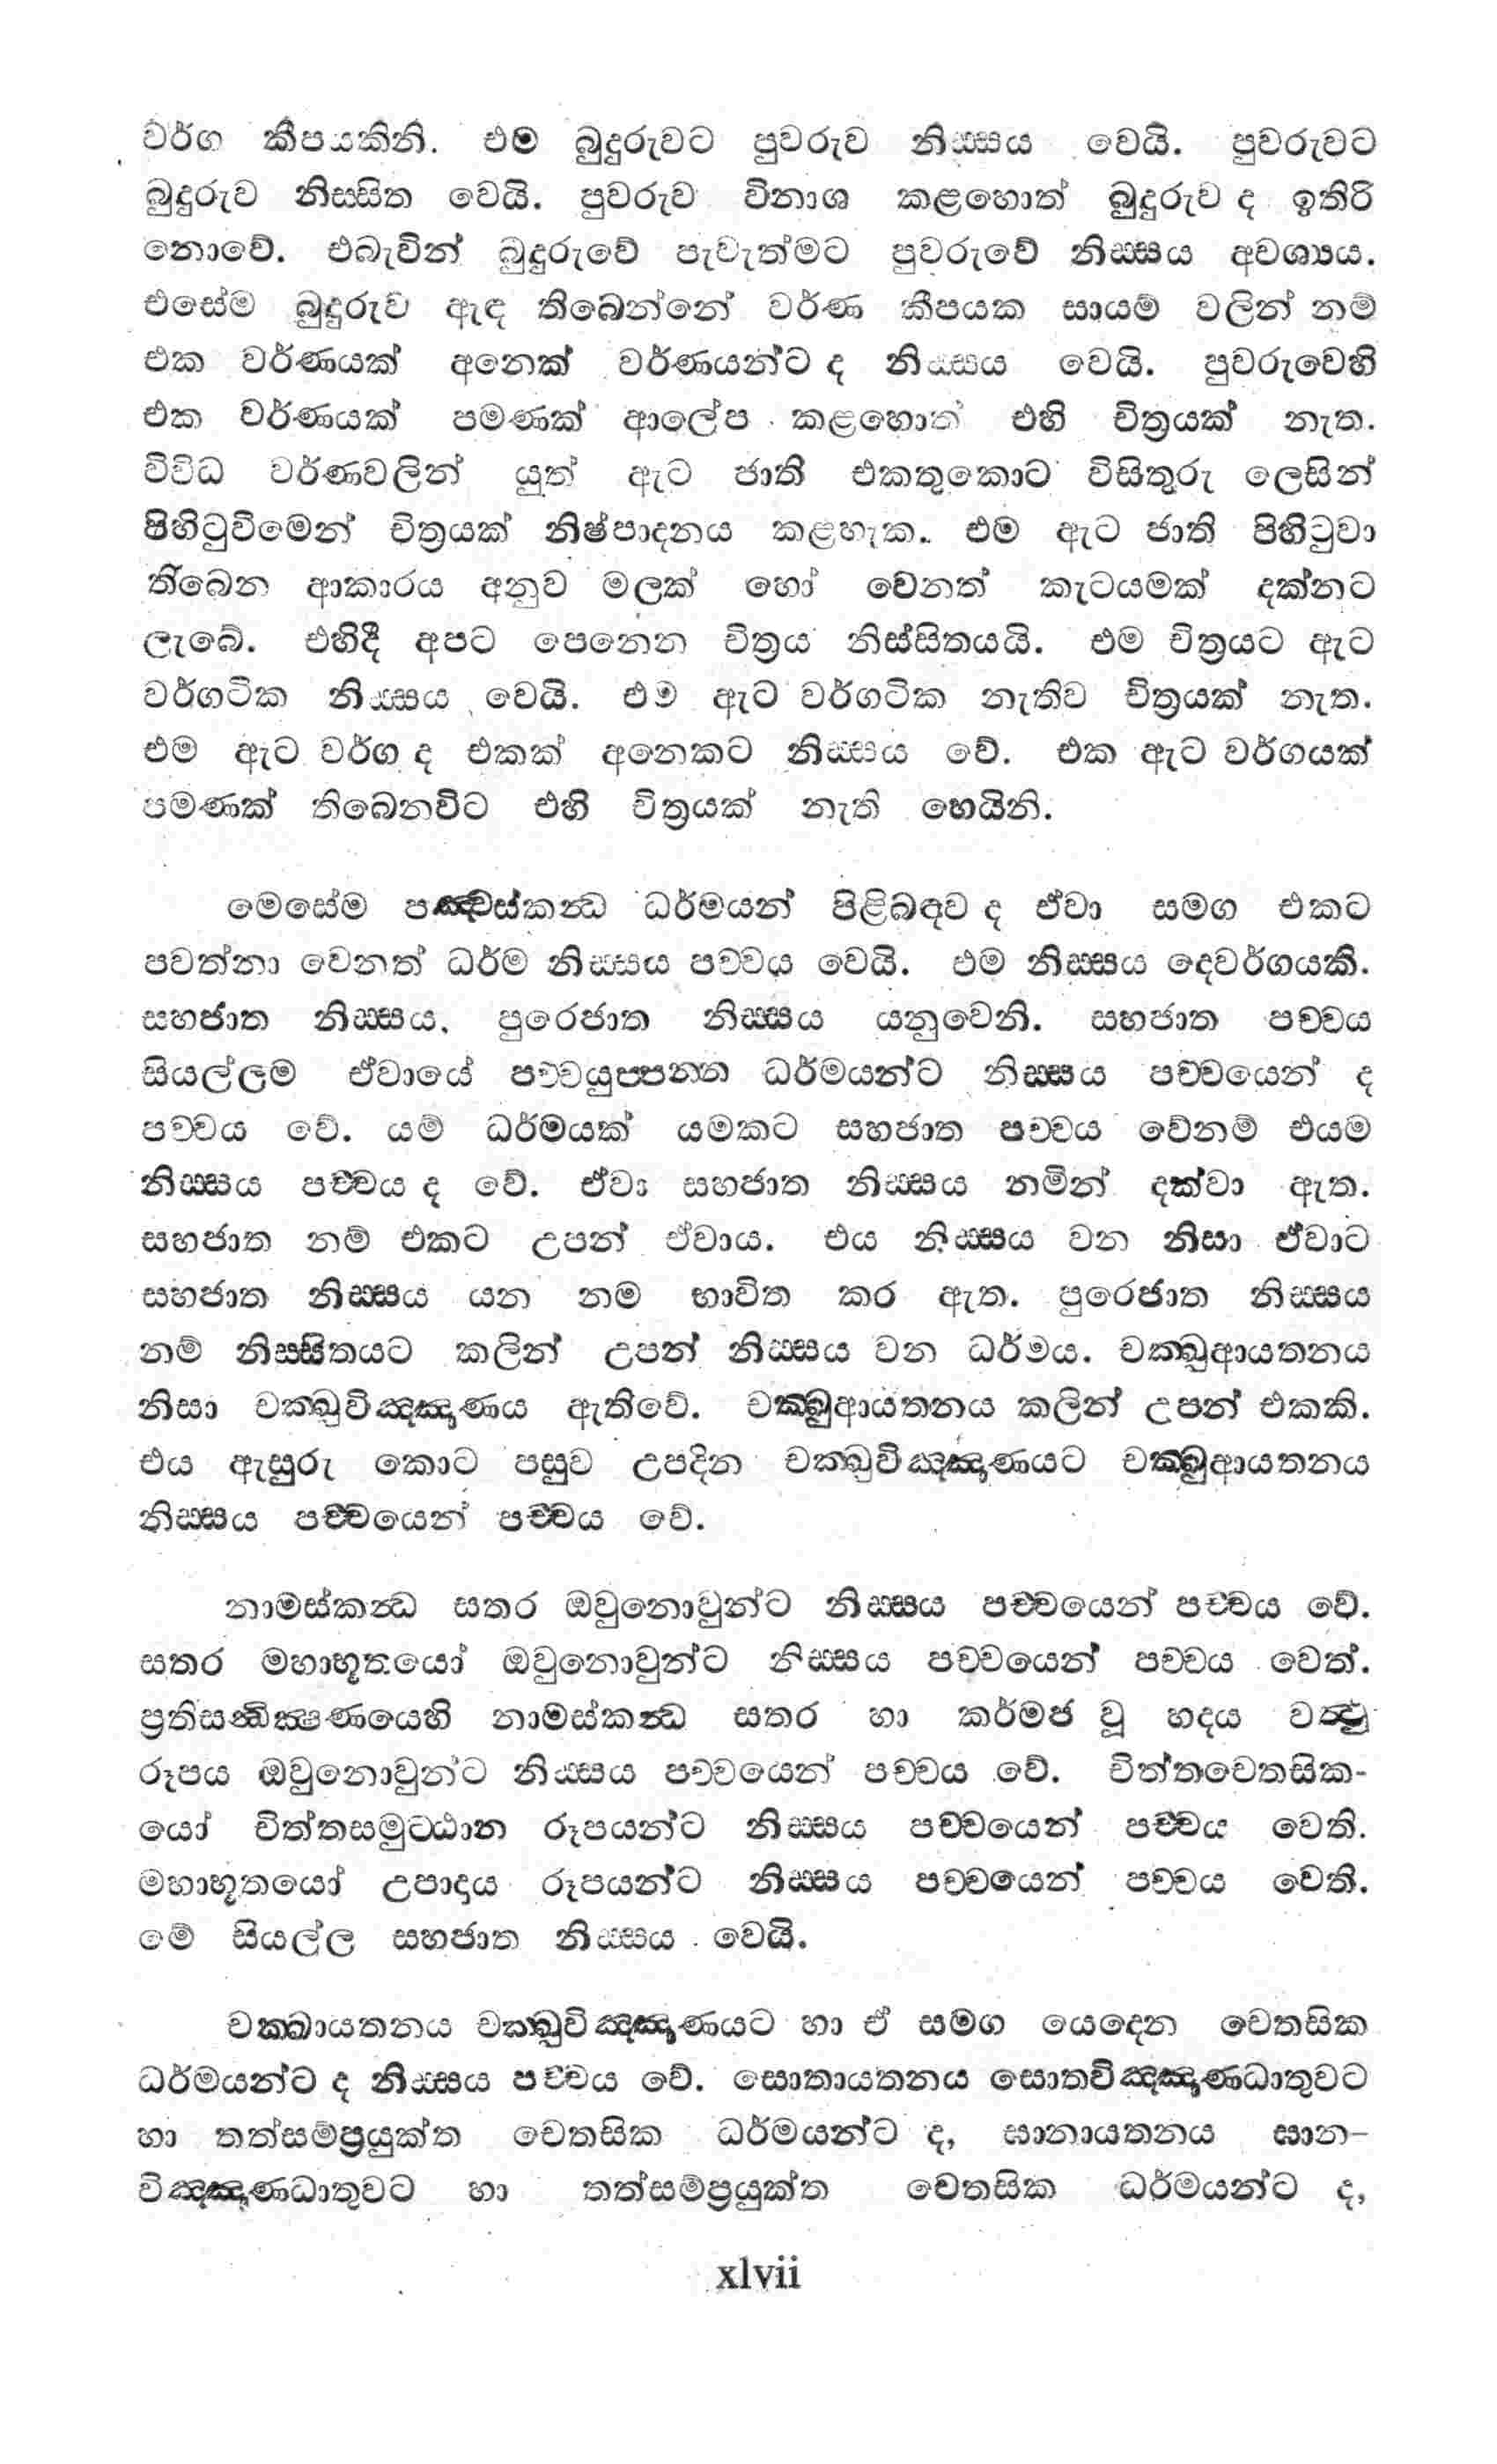 වර්ග කීපයකිනි. එම බුදුරුවට පුවරුව නිස්සය වෙයි. පුවරුවට
බුදුරුව නිස්සිත වෙයි. පුවරුව විනාශ කළහොත් බුදුරුව ද ඉතිරි
නොවේ. එබැවින් බුදුරුවේ පැවැත්මට පුවරුවේ නිස්සය අවශ්‍යය.
එසේම බුදුරුව ඇඳ තිබෙන්නේ වර්ණ කීපයක සායම් වලින් නම්
එක වර්ණයක් අනෙක් වර්ණයන්ට ද නිස්සය වෙයි. පුවරුවෙහි
එක වර්ණයක් පමණක් ආලේප කළහොත් එහි චිත්‍රයක් නැත.
විවිධ වර්ණවලින් යුත් ඇට ජාති එකතුකොට විසිතුරු ලෙසින්
පිහිටුවීමෙන් චිත්‍රයක් නිෂ්පාදනය කළහැක. එම ඇට ජාති පිහිටුවා
තිබෙන ආකාරය අනුව මලක් හෝ වෙනත් කැටයමක් දක්නට
ලැබේ. එහිදී අපට පෙනෙන චිත්‍රය නිස්සිතයයි. එම චිත්‍රයට ඇට
වර්ගටික නිස්සය වෙයි. එම ඇට වර්ගටික නැතිව චිත්‍රයක් නැත.
එම ඇට වර්ග ද එකක් අනෙකට නිස්සය වේ. එක ඇට වර්ගයක්
පමණක් තිබෙනවිට එහි චිත්‍රයක් නැති හෙයිනි.
මෙසේම පඤ්චස්කන්‍ධ ධර්මයන් පිළිබඳව ද ඒවා සමග එකට
පවත්නා වෙනත් ධර්ම නිස්සය පච්චය වෙයි. එම නිස්සය දෙවර්ගයකි.
සහජාත නිස්සය, පුරෙජාත නිස්සය යනුවෙනි. සහජාත පච්චය
සියල්ලම ඒවායේ පච්චයුප්පන්න ධර්මයන්ට නිස්සය පච්චයෙන් ද
පච්චය වේ. යම් ධර්මයක් යමකට සහජාත පච්චය වේනම් එයම
නිස්සය පච්චය ද වේ. ඒවා සහජාත නිස්සය නමින් දක්වා ඇත.
සහජාත නම් එකට උපන් ඒවාය. එය නිස්සය වන නිසා ඒවාට
සහජාත නිස්සය යන නම භාවිත කර ඇත. පුරෙජාත නිස්සය
නම් නිස්සිතයට කලින් උපන් නිස්සය වන ධර්මය. චක්ඛුආයතනය
නිසා චක්ඛුවිඤ්ඤාණය ඇතිවේ. චක්ඛුආයතනය කලින් උපන් එකකි.
එය ඇසුරු කොට පසුව උපදින චක්ඛුවිඤ්ඤාණයට චක්ඛුආයතනය
නිස්සය පච්චයෙන් පච්චය වේ.
නාමස්කන්‍ධ සතර ඔවුනොවුන්ට නිස්සය පච්චයෙන් පච්චය වේ.
සතර මහාභූතයෝ ඔවුනොවුන්ට නිස්සය පච්චයෙන් පච්චය වෙත්.
ප්‍රතිසන්‍ධික්‍ෂණයෙහි නාමස්කන්‍ධ සතර හා කර්මජ වූ හදය වත්‍ථු
රූපය ඔවුනොවුන්ට නිස්සය පච්චයෙන් පච්චය වේ. චිත්තචෙතසික-
යෝ චිත්තසමුට්ඨාන රූපයන්ට නිස්සය පච්චයෙන් පච්චය වෙති.
මහාභූතයෝ උපාදය රූපයන්ට නිස්සය පච්චයෙන් පච්චය වෙති.
මේ සියල්ල සහජාත නිස්සය වෙයි.
චක්ඛායතනය චක්ඛුවිඤ්ඤාණයට හා ඒ සමග යෙදෙන චෙතසික
ධර්මයන්ට ද නිස්සය පච්චය වේ. සොතායතනය සොතවිඤ්ඤාණධාතුවට
හා තත්සම්ප්‍රයුක්ත චෙතසික ධර්මයන්ට ද, ඝානායතනය ඝාන-
විඤ්ඤාණධාතුවට හා තත්සම්ප්‍රයුක්ත චෙතසික ධර්මයන්ට ද,
xlvii